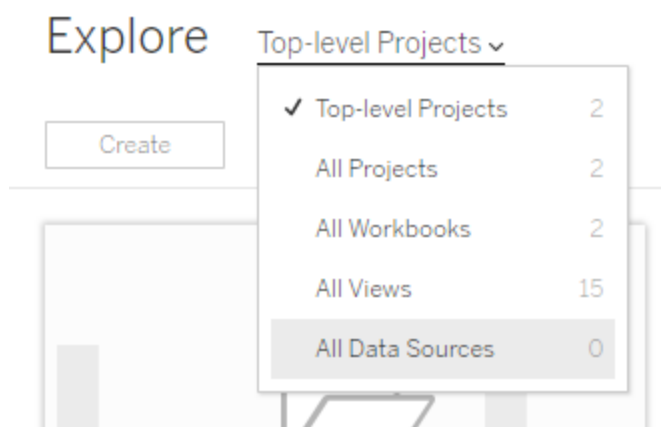 Explore Top-level Projects
Create
✓ Top-level Projects 2
All Projects 2
All Workbooks 2
All Views 15
All Data Sources 0